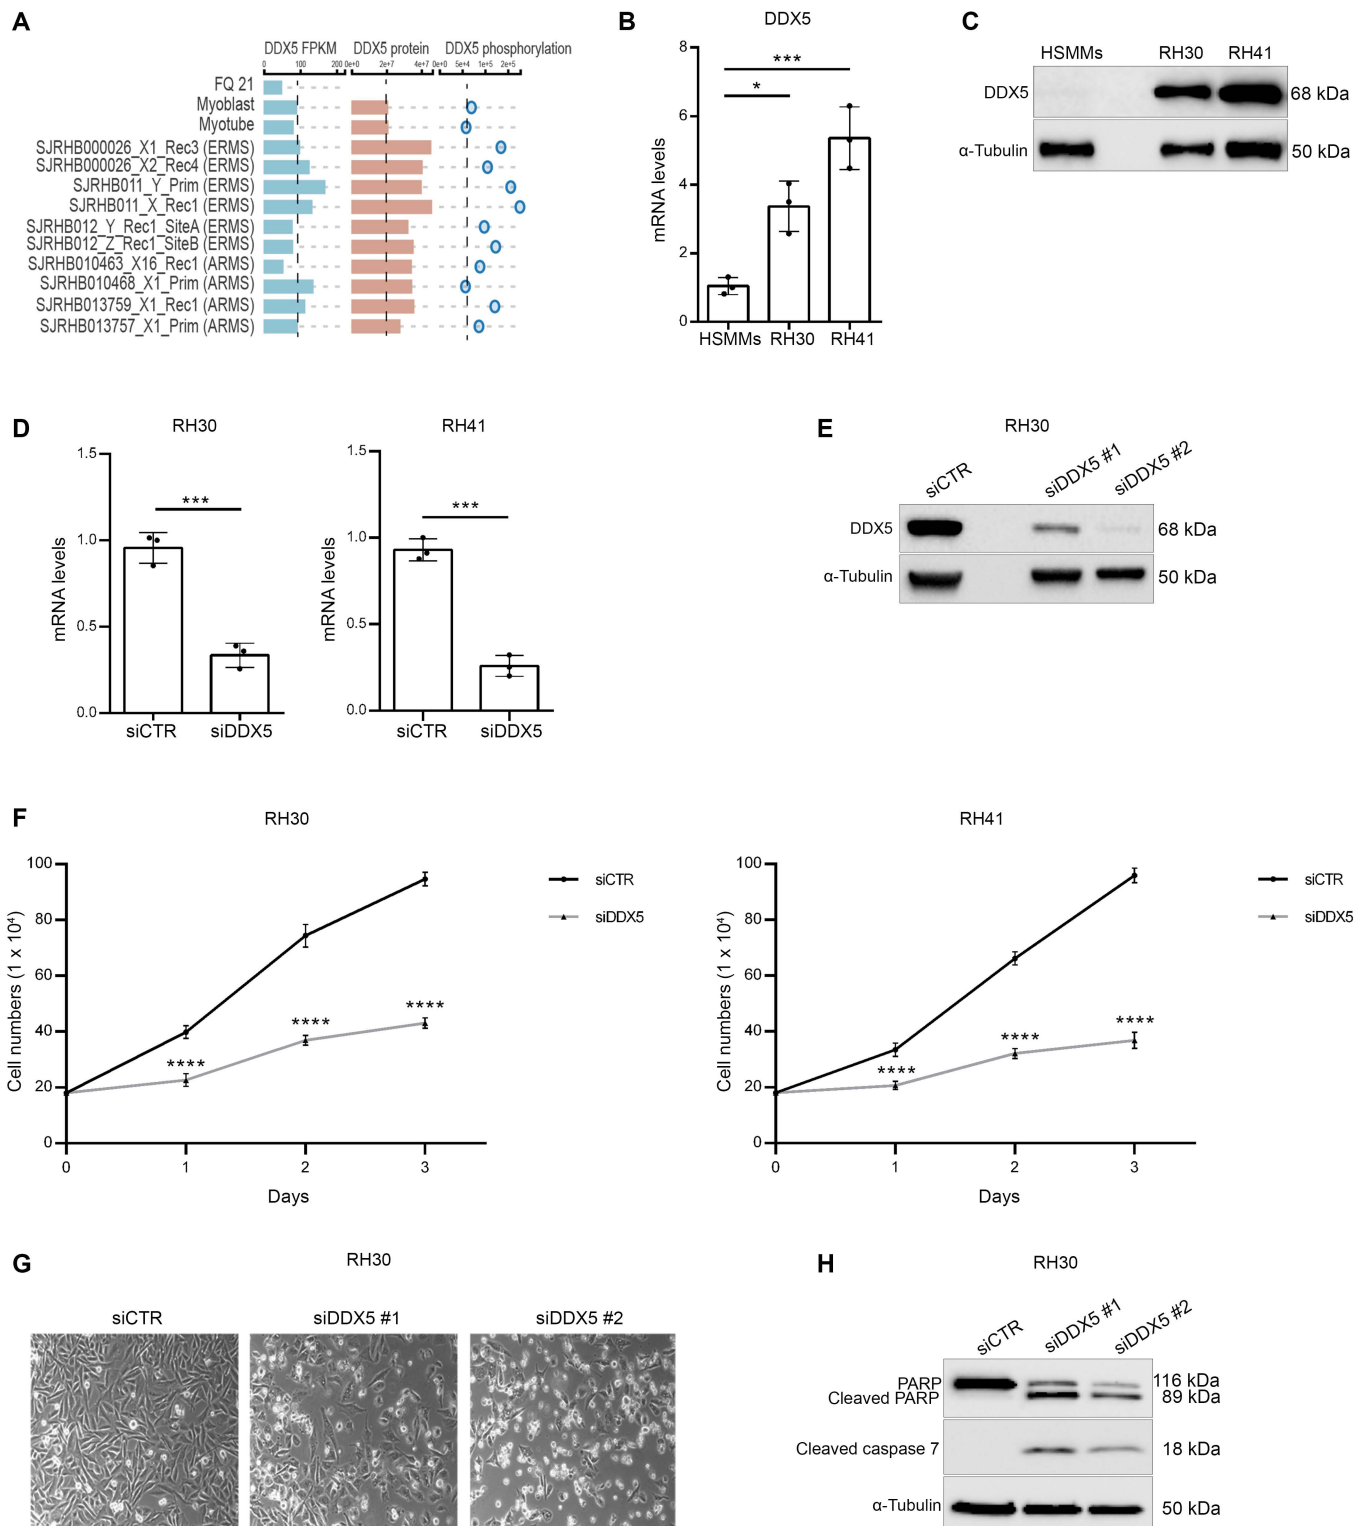 A
DDX5 FPKM DDX5 protein DDX5 phosphorylation
0 100 200 0e+0 2e+7 4e+7 0e+0 5e+4 1e+5 2e+5
FQ 21
Myoblast
Myotube
SJRHB000026_X1_Rec3 (ERMS)
SJRHB000026_X2_Rec4 (ERMS)
SJRHB011_Y_Prim (ERMS)
SJRHB011_X_Rec1 (ERMS)
SJRHB012_Y_Rec1_SiteA (ERMS)
SJRHB012_Z_Rec1_SiteB (ERMS)
SJRHB010463_X16_Rec1 (ARMS)
SJRHB010468_X1_Prim (ARMS)
SJRHB013759_X1_Rec1 (ARMS)
SJRHB013757_X1_Prim (ARMS)
B
DDX5
mRNA levels
8
6
4
2
0
***
*
HSMMs RH30 RH41
C
HSMMs RH30 RH41
DDX5 68 kDa
α-Tubulin 50 kDa
D
RH30
mRNA levels
1.5
1.0
0.5
0.0
***
siCTR siDDX5
RH41
mRNA levels
1.5
1.0
0.5
0.0
***
siCTR siDDX5
E
RH30
siCTR siDDX5 #1 siDDX5 #2
DDX5 68 kDa
α-Tubulin 50 kDa
F
RH30
Cell numbers (1 x 10⁴)
100
80
60
40
20
0
**** **** ****
0 1 2 3
Days
siCTR
siDDX5
RH41
Cell numbers (1 x 10⁴)
100
80
60
40
20
0
**** **** ****
0 1 2 3
Days
siCTR
siDDX5
G
RH30
siCTR siDDX5 #1 siDDX5 #2
H
RH30
siCTR siDDX5 #1 siDDX5 #2
PARP 116 kDa
Cleaved PARP 89 kDa
Cleaved caspase 7 18 kDa
α-Tubulin 50 kDa